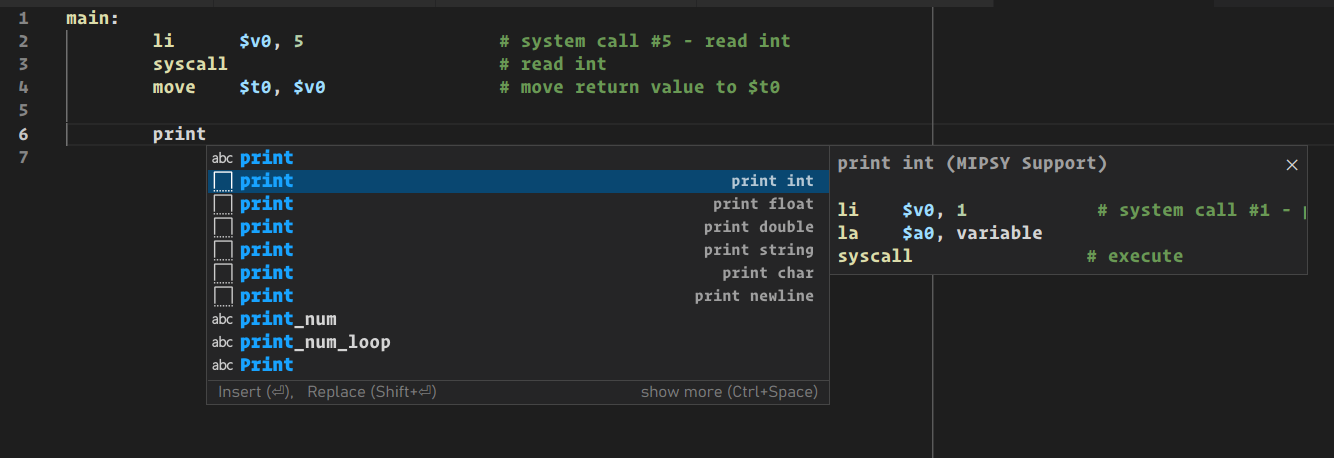 1 main:
2 li $v0, 5 # system call #5 - read int
3 syscall # read int
4 move $t0, $v0 # move return value to $t0
5
6 print
7
abc print
print print int
print print float
print print double
print print string
print print char
print print newline
abc print_num
abc print_num_loop
abc Print
Insert (⏎), Replace (Shift+⏎) show more (Ctrl+Space)
print int (MIPSY Support) ×
li $v0, 1 # system call #1 -
la $a0, variable
syscall # execute